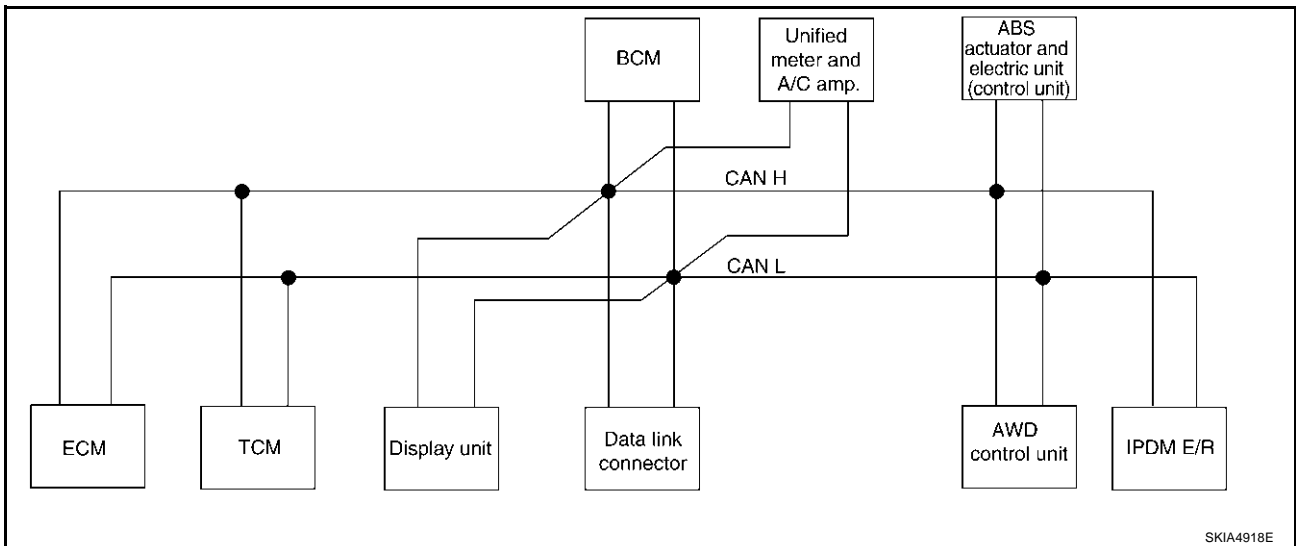 BCM
Unified
meter and
A/C amp.
ABS
actuator and
electric unit
(control unit)
CAN H
CAN L
ECM
TCM
Display unit
Data link
connector
AWD
control unit
IPDM E/R
SKIA4918E